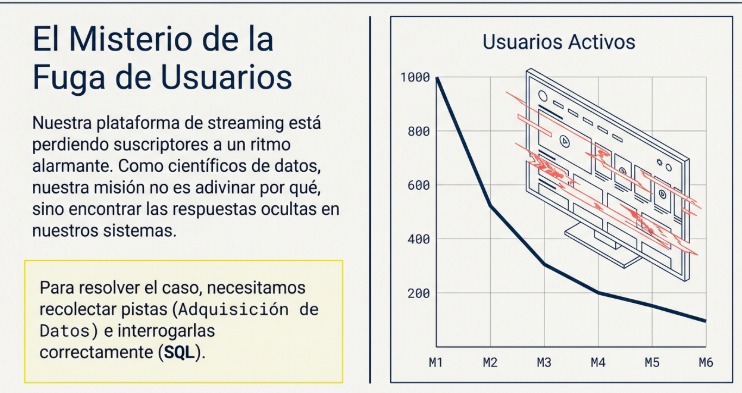 El Misterio de la
Fuga de Usuarios
Nuestra plataforma de streaming está
perdiendo suscriptores a un ritmo
alarmante. Como científicos de datos,
nuestra misión no es adivinar por qué,
sino encontrar las respuestas ocultas en
nuestros sistemas.
Para resolver el caso, necesitamos
recolectar pistas (Adquisición de
Datos) e interrogarlas
correctamente (SQL).
Usuarios Activos
1000
800
600
400
200
M1 M2 M3 M4 M5 M6